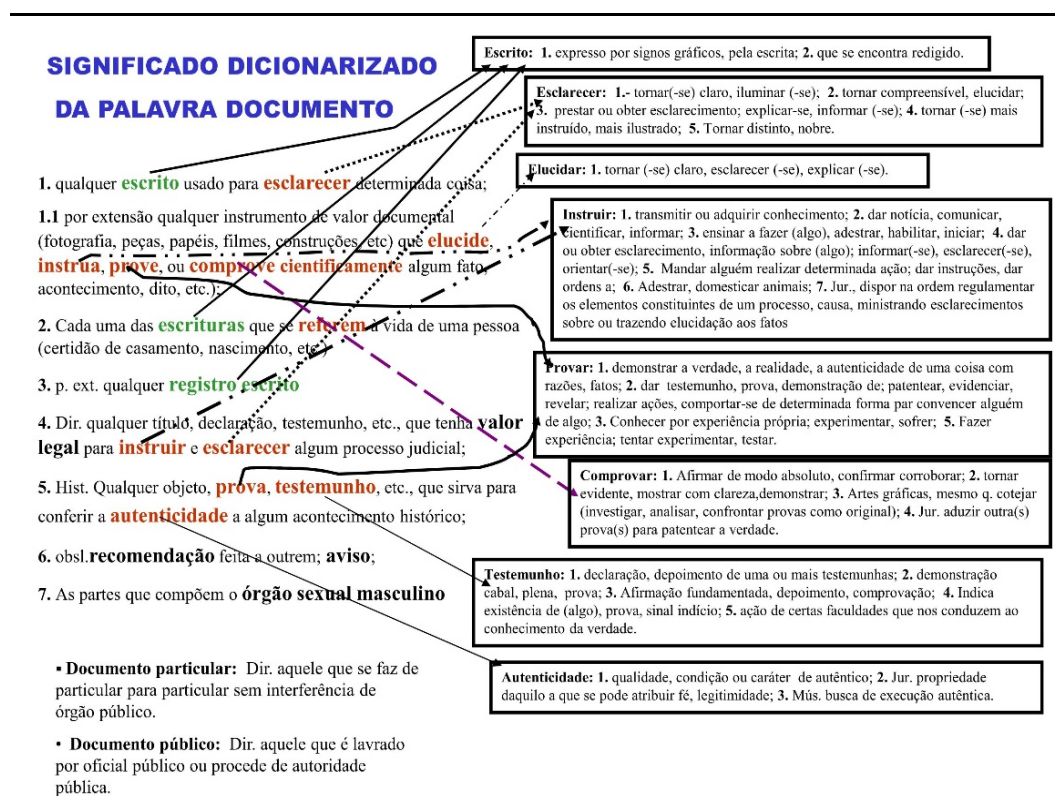 SIGNIFICADO DICIONARIZADO
DA PALAVRA DOCUMENTO
1. qualquer escrito usado para esclarecer determinada coisa;
1.1 por extensão qualquer instrumento de valor documental
(fotografia, peças, papéis, filmes, construções, etc) que elucide,
instrua, prove, ou comprove cientificamente algum fato,
acontecimento, dito, etc.);
2. Cada uma das escrituras que se referem à vida de uma pessoa
(certidão de casamento, nascimento, etc.)
3. p. ext. qualquer registro escrito
4. Dir. qualquer título, declaração, testemunho, etc., que tenha valor
legal para instruir e esclarecer algum processo judicial;
5. Hist. Qualquer objeto, prova, testemunho, etc., que sirva para
conferir a autenticidade a algum acontecimento histórico;
6. obsl.recomendação feita a outrem; aviso;
7. As partes que compõem o órgão sexual masculino
▪ Documento particular: Dir. aquele que se faz de
particular para particular sem interferência de
órgão público.
• Documento público: Dir. aquele que é lavrado
por oficial público ou procede de autoridade
pública.
Escrito: 1. expresso por signos gráficos, pela escrita; 2. que se encontra redigido.
Esclarecer: 1.- tornar(-se) claro, iluminar (-se); 2. tornar compreensível, elucidar;
3. prestar ou obter esclarecimento; explicar-se, informar (-se); 4. tornar (-se) mais
instruído, mais ilustrado; 5. Tornar distinto, nobre.
Elucidar: 1. tornar (-se) claro, esclarecer (-se), explicar (-se).
Instruir: 1. transmitir ou adquirir conhecimento; 2. dar notícia, comunicar,
cientificar, informar; 3. ensinar a fazer (algo), adestrar, habilitar, iniciar; 4. dar
ou obter esclarecimento, informação sobre (algo); informar(-se), esclarecer(-se),
orientar(-se); 5. Mandar alguém realizar determinada ação; dar instruções, dar
ordens a; 6. Adestrar, domesticar animais; 7. Jur., dispor na ordem regulamentar
os elementos constituintes de um processo, causa, ministrando esclarecimentos
sobre ou trazendo elucidação aos fatos
Provar: 1. demonstrar a verdade, a realidade, a autenticidade de uma coisa com
razões, fatos; 2. dar testemunho, prova, demonstração de; patentear, evidenciar,
revelar; realizar ações, comportar-se de determinada forma par convencer alguém
de algo; 3. Conhecer por experiência própria; experimentar, sofrer; 5. Fazer
experiência; tentar experimentar, testar.
Comprovar: 1. Afirmar de modo absoluto, confirmar corroborar; 2. tornar
evidente, mostrar com clareza,demonstrar; 3. Artes gráficas, mesmo q. cotejar
(investigar, analisar, confrontar provas como original); 4. Jur. aduzir outra(s)
prova(s) para patentear a verdade.
Testemunho: 1. declaração, depoimento de uma ou mais testemunhas; 2. demonstração
cabal, plena, prova; 3. Afirmação fundamentada, depoimento, comprovação; 4. Indica
existência de (algo), prova, sinal indício; 5. ação de certas faculdades que nos conduzem ao
conhecimento da verdade.
Autenticidade: 1. qualidade, condição ou caráter de autêntico; 2. Jur. propriedade
daquilo a que se pode atribuir fé, legitimidade; 3. Mús. busca de execução autêntica.